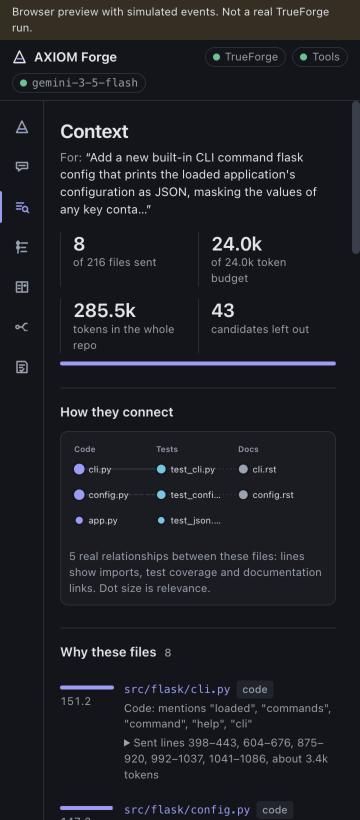 Browser preview with simulated events. Not a real TrueForge
run.
AXIOM Forge
TrueForge
Tools
gemini-3-5-flash
Context
For: “Add a new built-in CLI command flask
config that prints the loaded application's
configuration as JSON, masking the values of
any key conta…”
8
of 216 files sent
24.0k
of 24.0k token
budget
285.5k
tokens in the whole
repo
43
candidates left out
How they connect
Code
Tests
Docs
cli.py
test_cli.py
cli.rst
config.py
test_confi...
config.rst
app.py
test_json....
5 real relationships between these files: lines
show imports, test coverage and documentation
links. Dot size is relevance.
Why these files 8
151.2
src/flask/cli.py code
Code: mentions "loaded", "commands",
"command", "help", "cli"
▶ Sent lines 398–443, 604–676, 875–
920, 992–1037, 1041–1086, about 3.4k
tokens
src/flask/config.py code